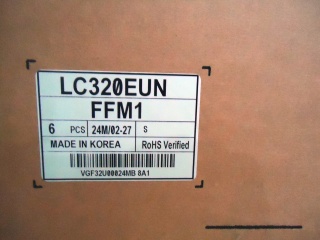 LC320EUN
FFM1
6 PCS 24M/02-27 S
MADE IN KOREA RoHS Verified
VGF32U00024MB 8A1